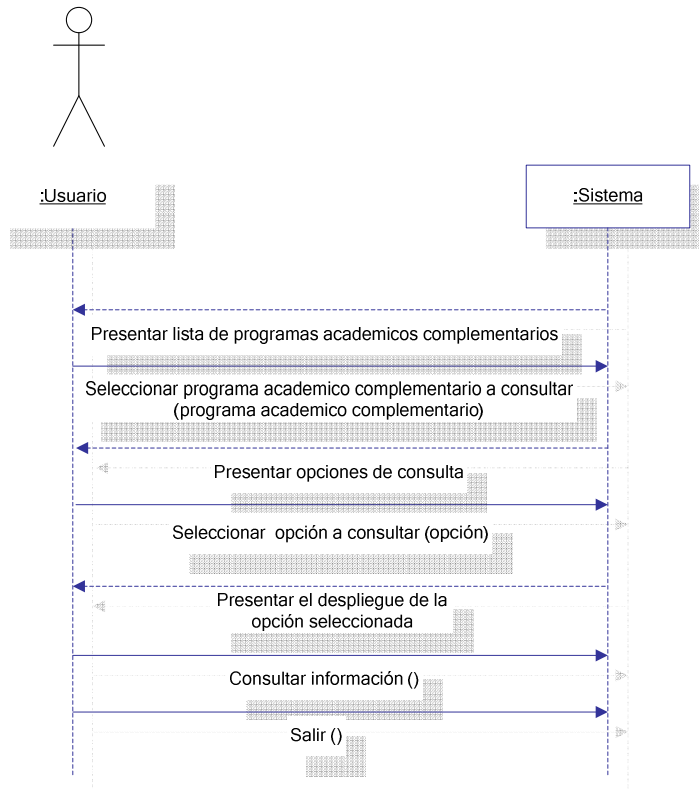 :Usuario
:Sistema
Presentar lista de programas academicos complementarios
Seleccionar programa academico complementario a consultar
(programa academico complementario)
Presentar opciones de consulta
Seleccionar opción a consultar (opción)
Presentar el despliegue de la
opción seleccionada
Consultar información ()
Salir ()